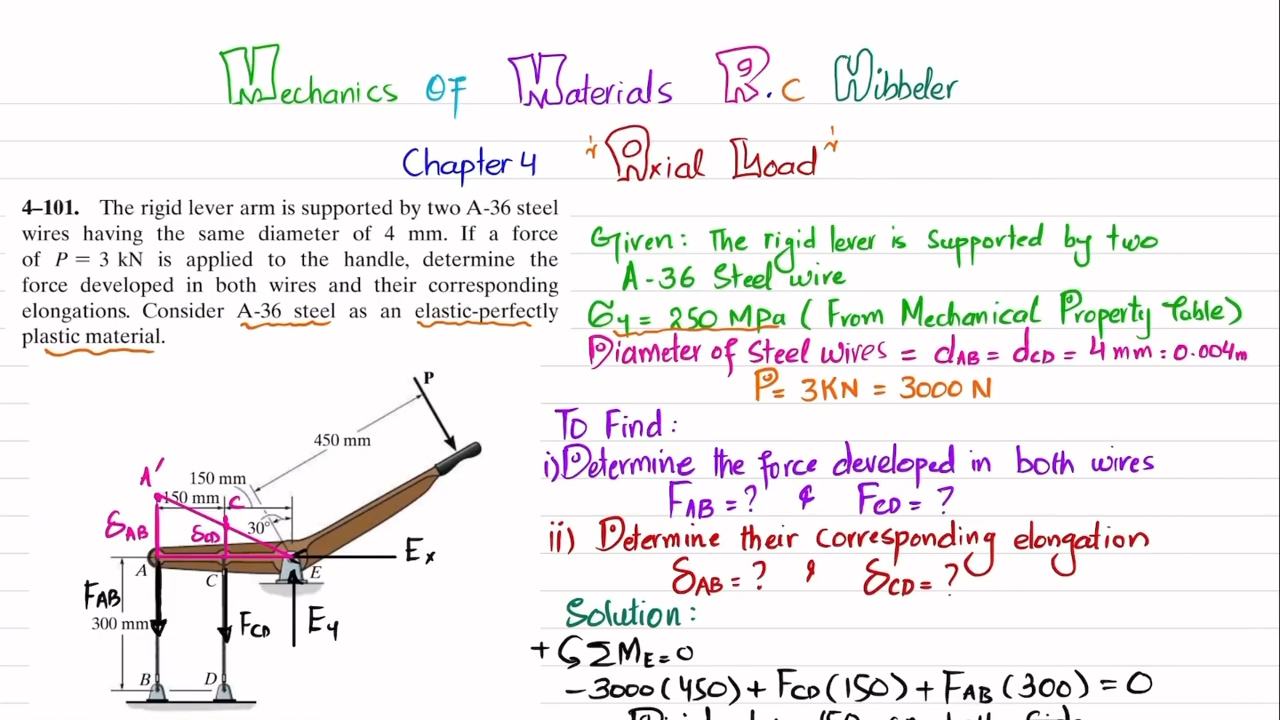 Mechanics OF Materials R.C Hibbeler
Chapter 4 "Axial Load"
4–101. The rigid lever arm is supported by two A-36 steel
wires having the same diameter of 4 mm. If a force
of P = 3 kN is applied to the handle, determine the
force developed in both wires and their corresponding
elongations. Consider A-36 steel as an elastic-perfectly
plastic material.
Given: The rigid lever is supported by two
A-36 Steel wire
σy = 250 MPa (From Mechanical Property Table)
Diameter of Steel wires = dAB = dCD = 4 mm : 0.004m
P = 3KN = 3000 N
To Find:
i) Determine the force developed in both wires
FAB = ? & FCD = ?
ii) Determine their corresponding elongation
δAB = ? & δCD = ?
Solution:
+ ↺ ΣME = 0
-3000(450) + FCD(150) + FAB(300) = 0
P
450 mm
150 mm
150 mm
A'
C
30°
δAB
δCD
Ex
A
C
E
FAB
300 mm
FCD
Ey
B
D